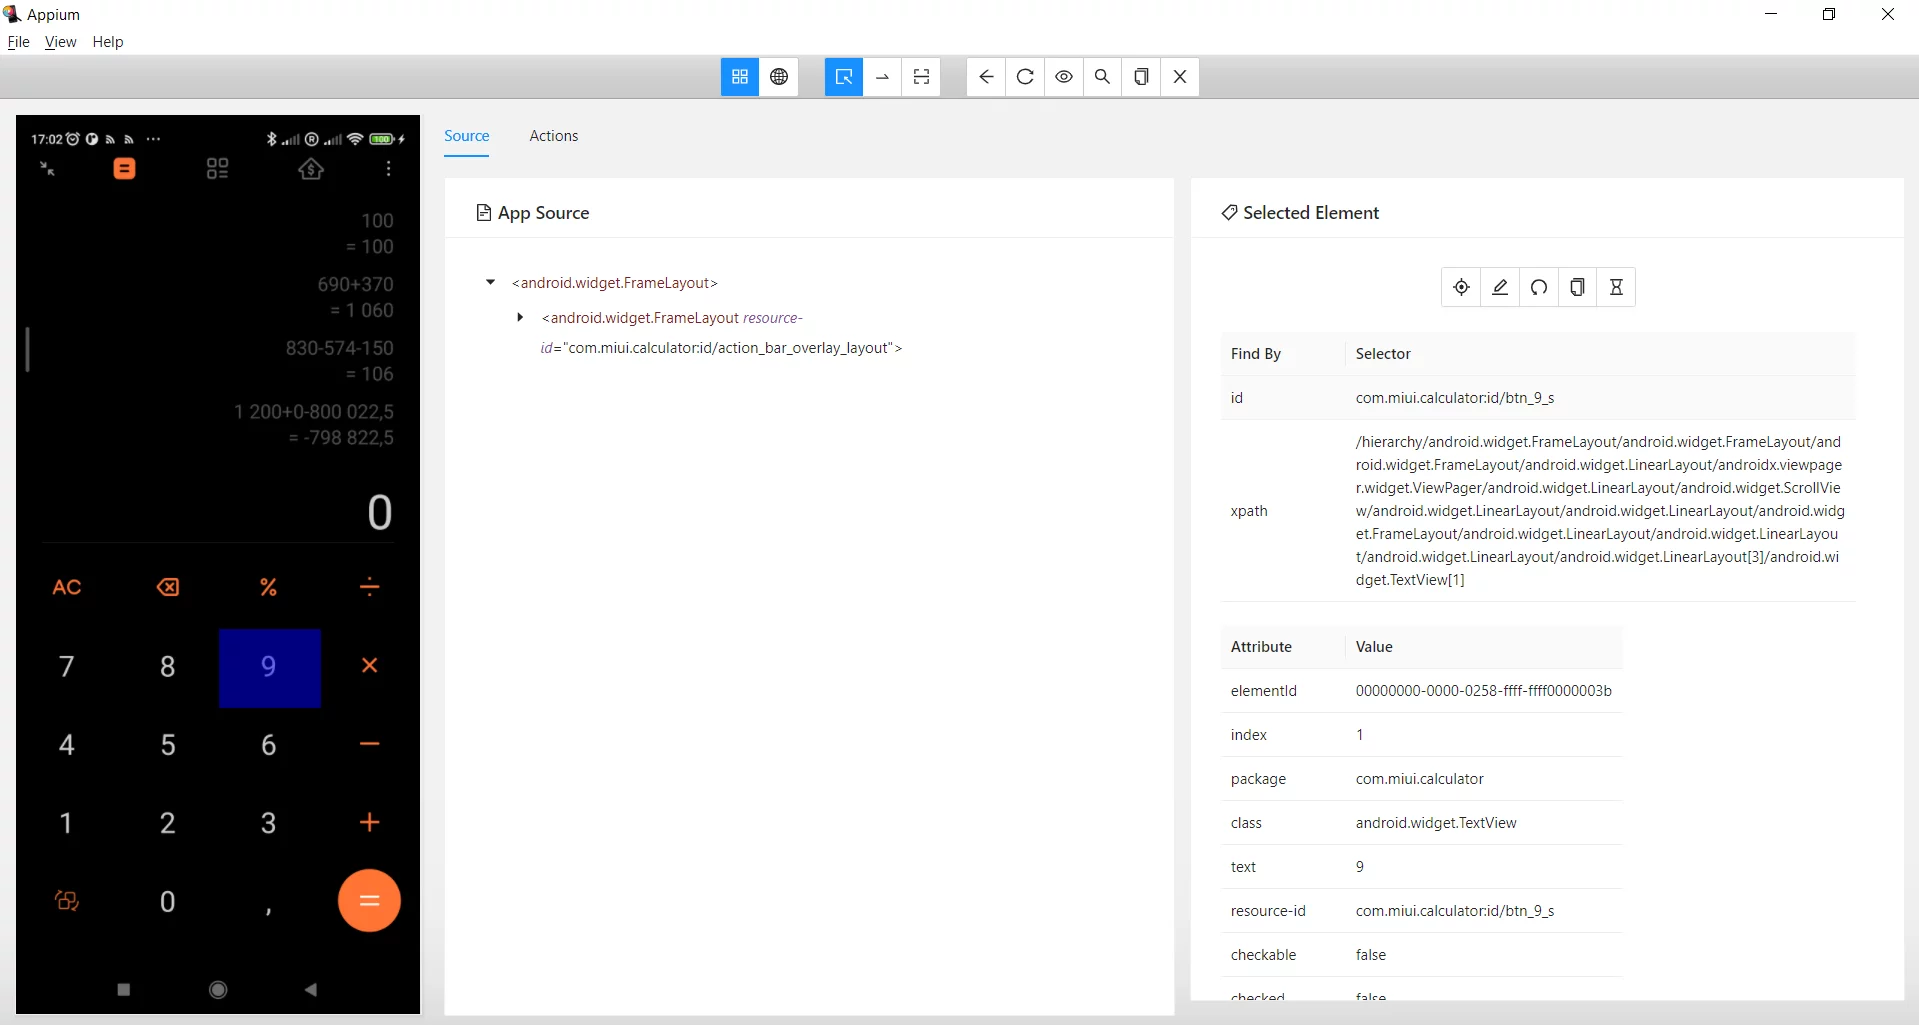 Appium
File View Help
17:02
100
100
= 100
690+370
= 1 060
830-574-150
= 106
1 200+0-800 022,5
= -798 822,5
0
AC % ÷
7 8 9 ×
4 5 6 −
1 2 3 +
0 , =
Source Actions
App Source
<android.widget.FrameLayout>
<android.widget.FrameLayout resource-
id="com.miui.calculator:id/action_bar_overlay_layout">
Selected Element
Find By Selector
id com.miui.calculator:id/btn_9_s
xpath
/hierarchy/android.widget.FrameLayout/android.widget.FrameLayout/and
roid.widget.FrameLayout/android.widget.LinearLayout/androidx.viewpage
r.widget.ViewPager/android.widget.LinearLayout/android.widget.ScrollVie
w/android.widget.LinearLayout/android.widget.LinearLayout/android.widg
et.FrameLayout/android.widget.LinearLayout/android.widget.LinearLayou
t/android.widget.LinearLayout/android.widget.LinearLayout[3]/android.wi
dget.TextView[1]
Attribute Value
elementId 00000000-0000-0258-ffff-ffff0000003b
index 1
package com.miui.calculator
class android.widget.TextView
text 9
resource-id com.miui.calculator:id/btn_9_s
checkable false
checked false